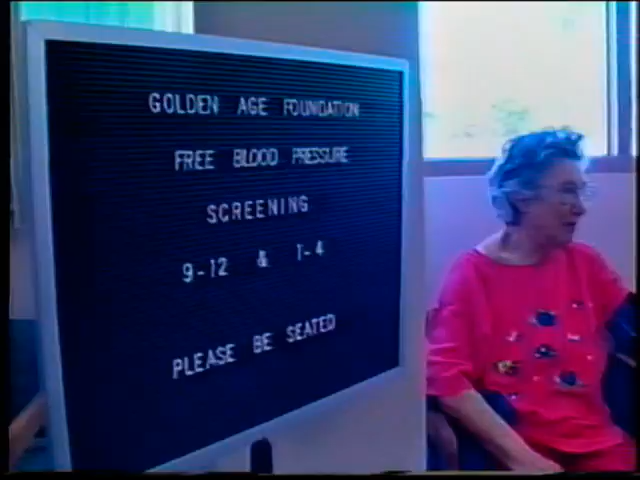 GOLDEN AGE FOUNDATION
FREE BLOOD PRESSURE
SCREENING
9-12 & 1-4
PLEASE BE SEATED